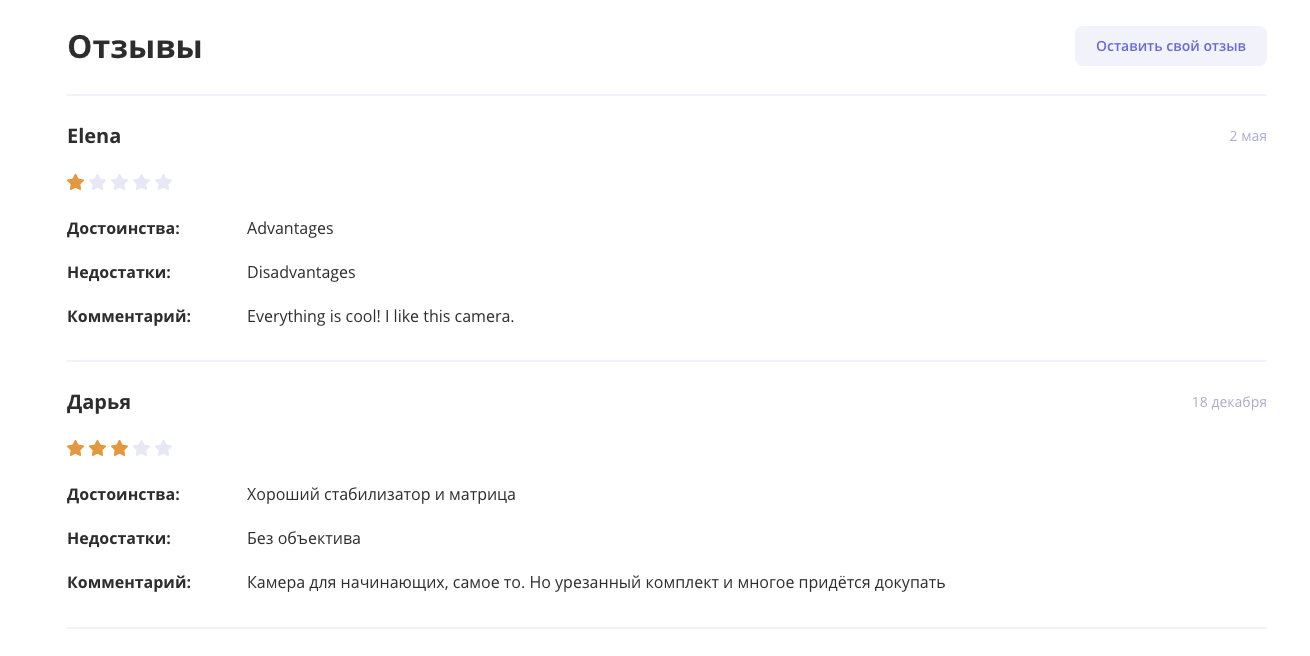 Отзывы
Оставить свой отзыв
Elena
2 мая
Достоинства: Advantages
Недостатки: Disadvantages
Комментарий: Everything is cool! I like this camera.
Дарья
18 декабря
Достоинства: Хороший стабилизатор и матрица
Недостатки: Без объектива
Комментарий: Камера для начинающих, самое то. Но урезанный комплект и многое придётся докупать